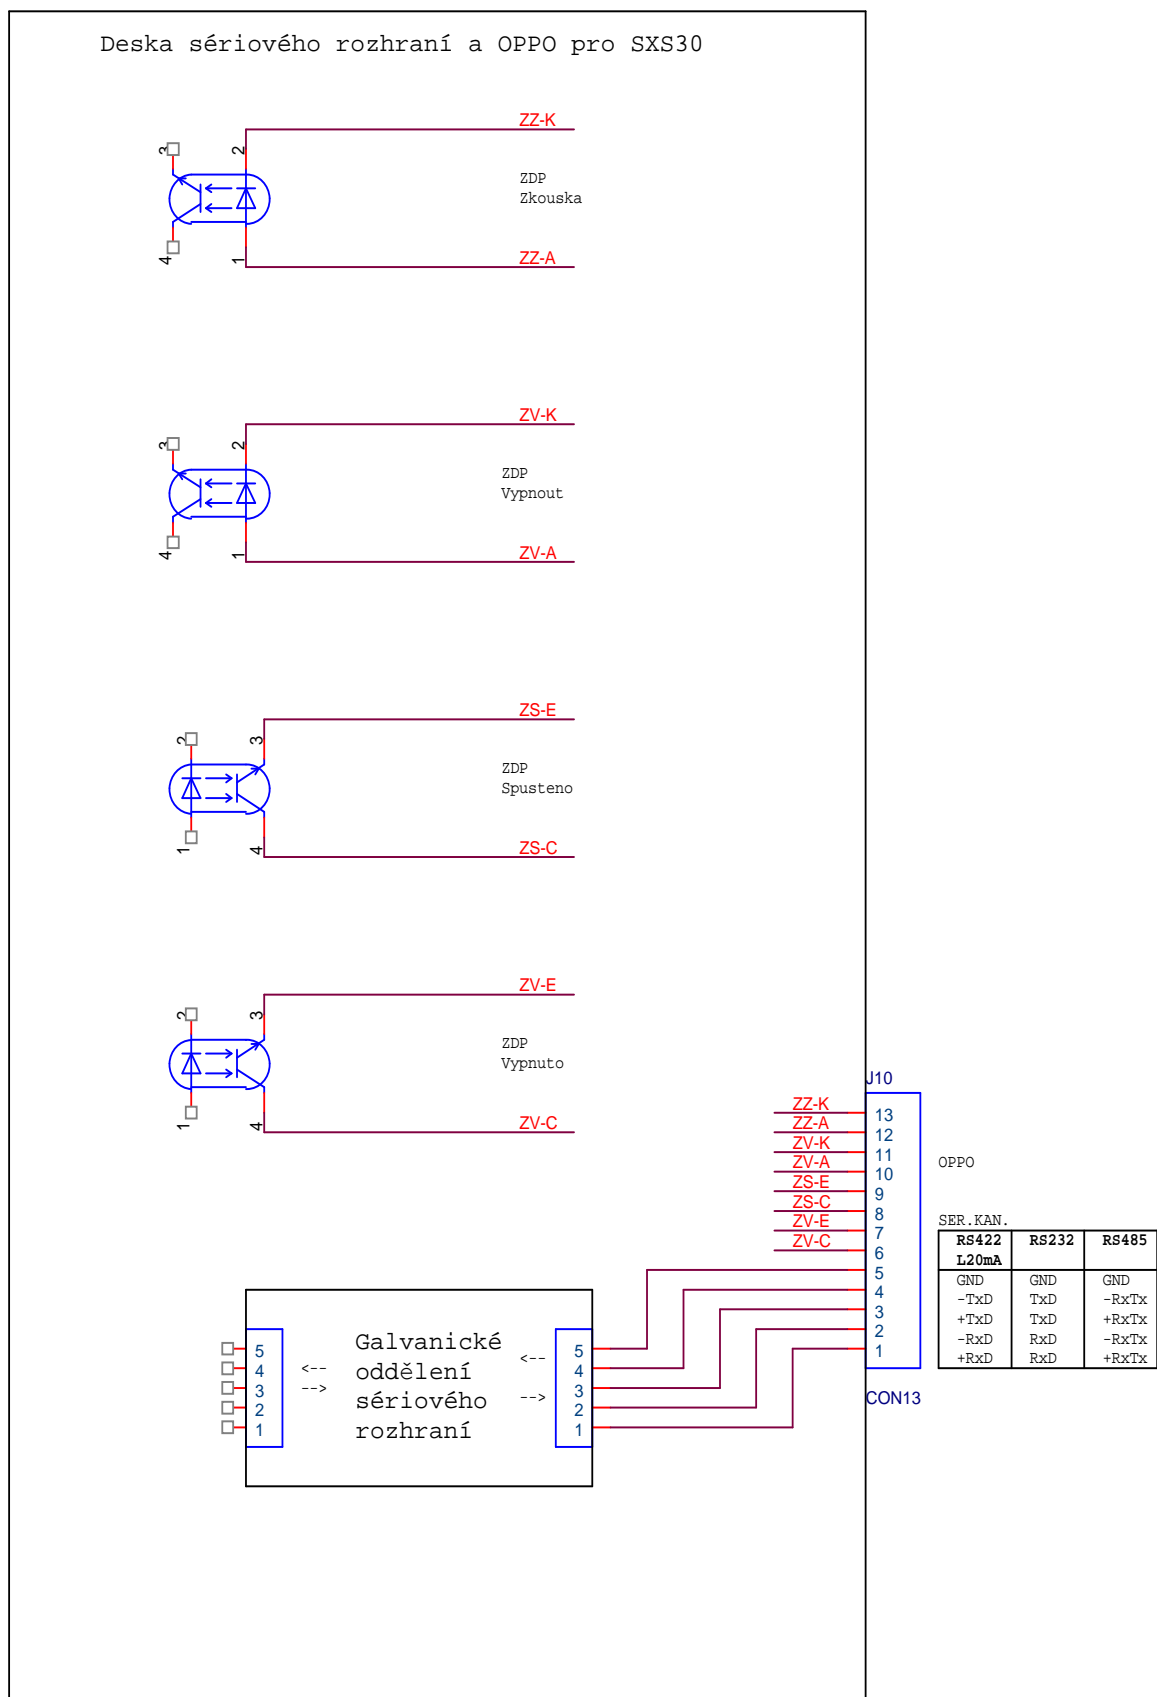 Deska sériového rozhraní a OPPO pro SXS30
ZZ-K
3
2
ZDP
Zkouska
4
1
ZZ-A
ZV-K
3
2
ZDP
Vypnout
4
1
ZV-A
ZS-E
2
3
ZDP
Spusteno
1
4
ZS-C
ZV-E
2
3
ZDP
Vypnuto
1
4
ZV-C
J10
ZZ-K 13
ZZ-A 12
ZV-K 11
ZV-A 10
ZS-E 9
ZS-C 8
ZV-E 7
ZV-C 6
5
4
3
2
1
CON13
OPPO
SER.KAN.
RS422 RS232 RS485
L20mA
GND GND GND
-TxD TxD -RxTx
+TxD TxD +RxTx
-RxD RxD -RxTx
+RxD RxD +RxTx
Galvanické
oddělení
sériového
rozhraní
5
4
3
2
1
<--
-->
<--
-->
5
4
3
2
1